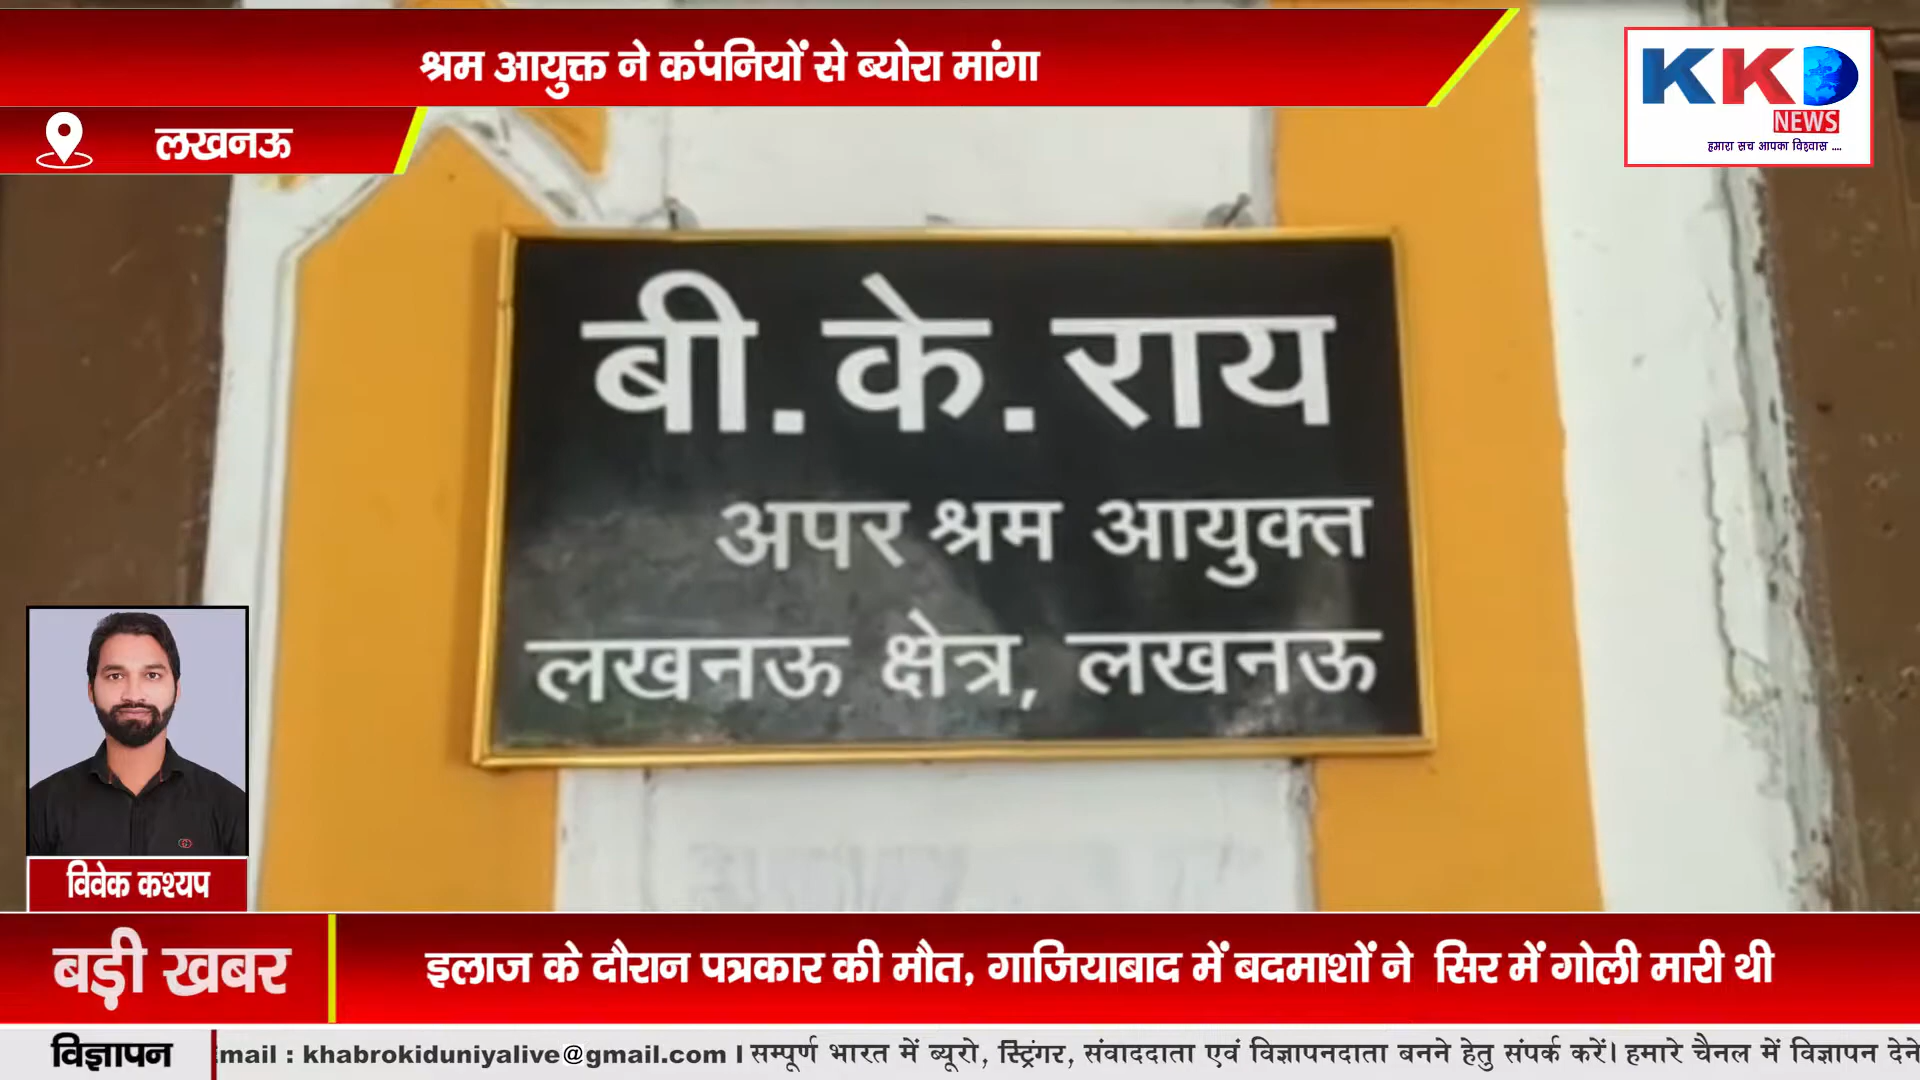 श्रम आयुक्त ने कंपनियों से ब्योरा मांगा
लखनऊ
KKD
NEWS
हमारा सच आपका विश्वास ....
बी. के. राय
अपर श्रम आयुक्त
लखनऊ क्षेत्र, लखनऊ
विवेक कश्यप
बड़ी खबर
इलाज के दौरान पत्रकार की मौत, गाजियाबाद में बदमाशों ने सिर में गोली मारी थी
विज्ञापन
mail : khabrokiduniyalive@gmail.com I सम्पूर्ण भारत में ब्यूरो, स्ट्रिंगर, संवाददाता एवं विज्ञापनदाता बनने हेतु संपर्क करें। हमारे चैनल में विज्ञापन देने